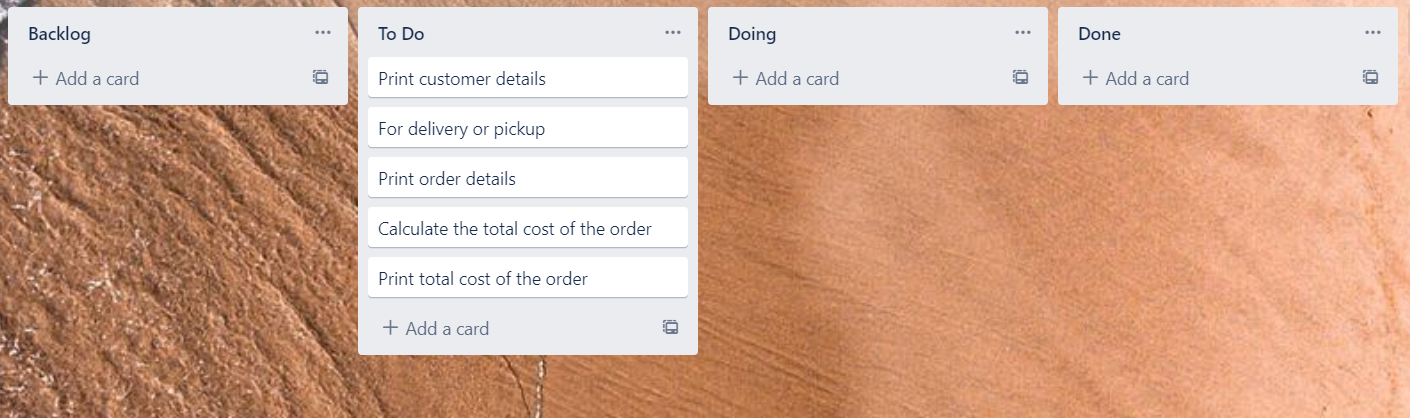 Backlog
Add a card
To Do
Print customer details
For delivery or pickup
Print order details
Calculate the total cost of the order
Print total cost of the order
Add a card
Doing
Add a card
Done
Add a card